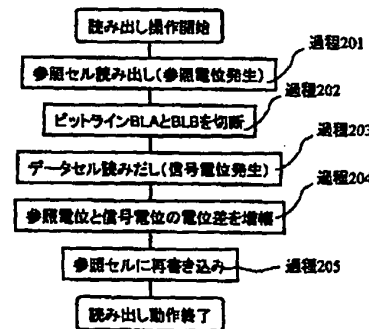 読み出し操作開始
過程201
参照セル読み出し(参照電位発生)
過程202
ビットラインBLAとBLBを切断
過程203
データセル読みだし(信号電位発生)
過程204
参照電位と信号電位の電位差を増幅
参照セルに再書き込み
過程205
読み出し動作終了